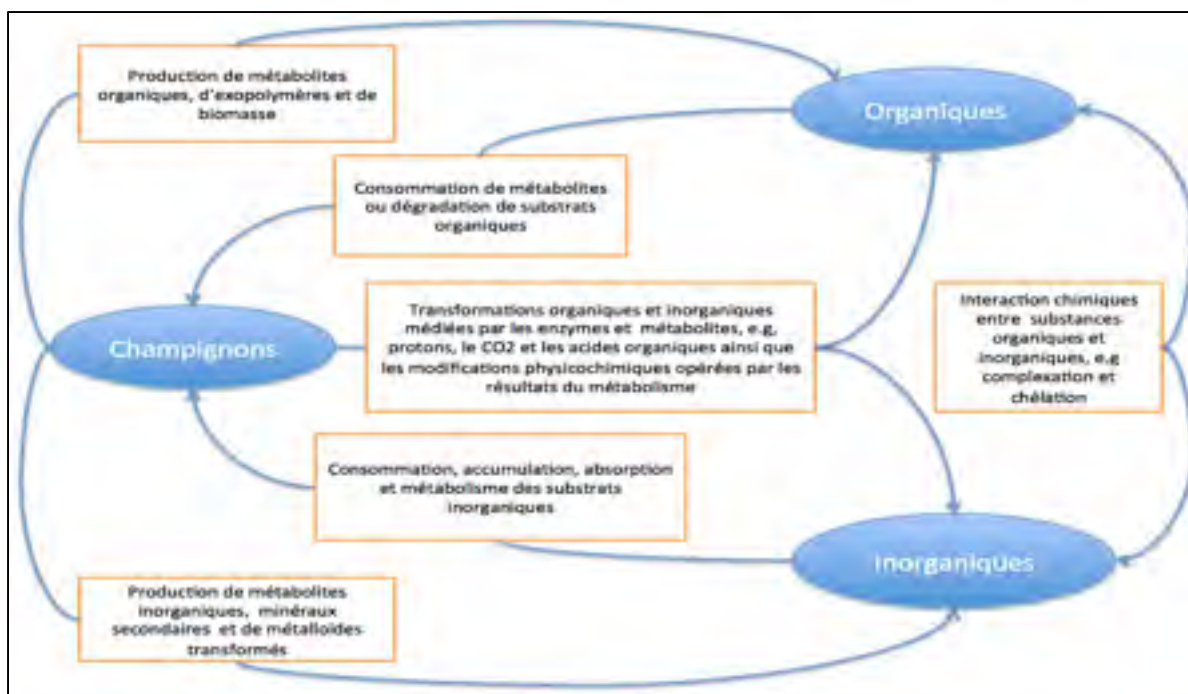 Production de métabolites
organiques, d'exopolymères et de
biomasse
Organiques
Consommation de métabolites
ou dégradation de substrats
organiques
Champignons
Transformations organiques et inorganiques
médiées par les enzymes et métabolites, e.g,
protons, le CO2 et les acides organiques ainsi que
les modifications physicochimiques opérées par les
résultats du métabolisme
Interaction chimiques
entre substances
organiques et
inorganiques, e.g
complexation et
chélation
Consommation, accumulation, absorption
et métabolisme des substrats
inorganiques
Inorganiques
Production de métabolites
inorganiques, minéraux
secondaires et de métalloïdes
transformés